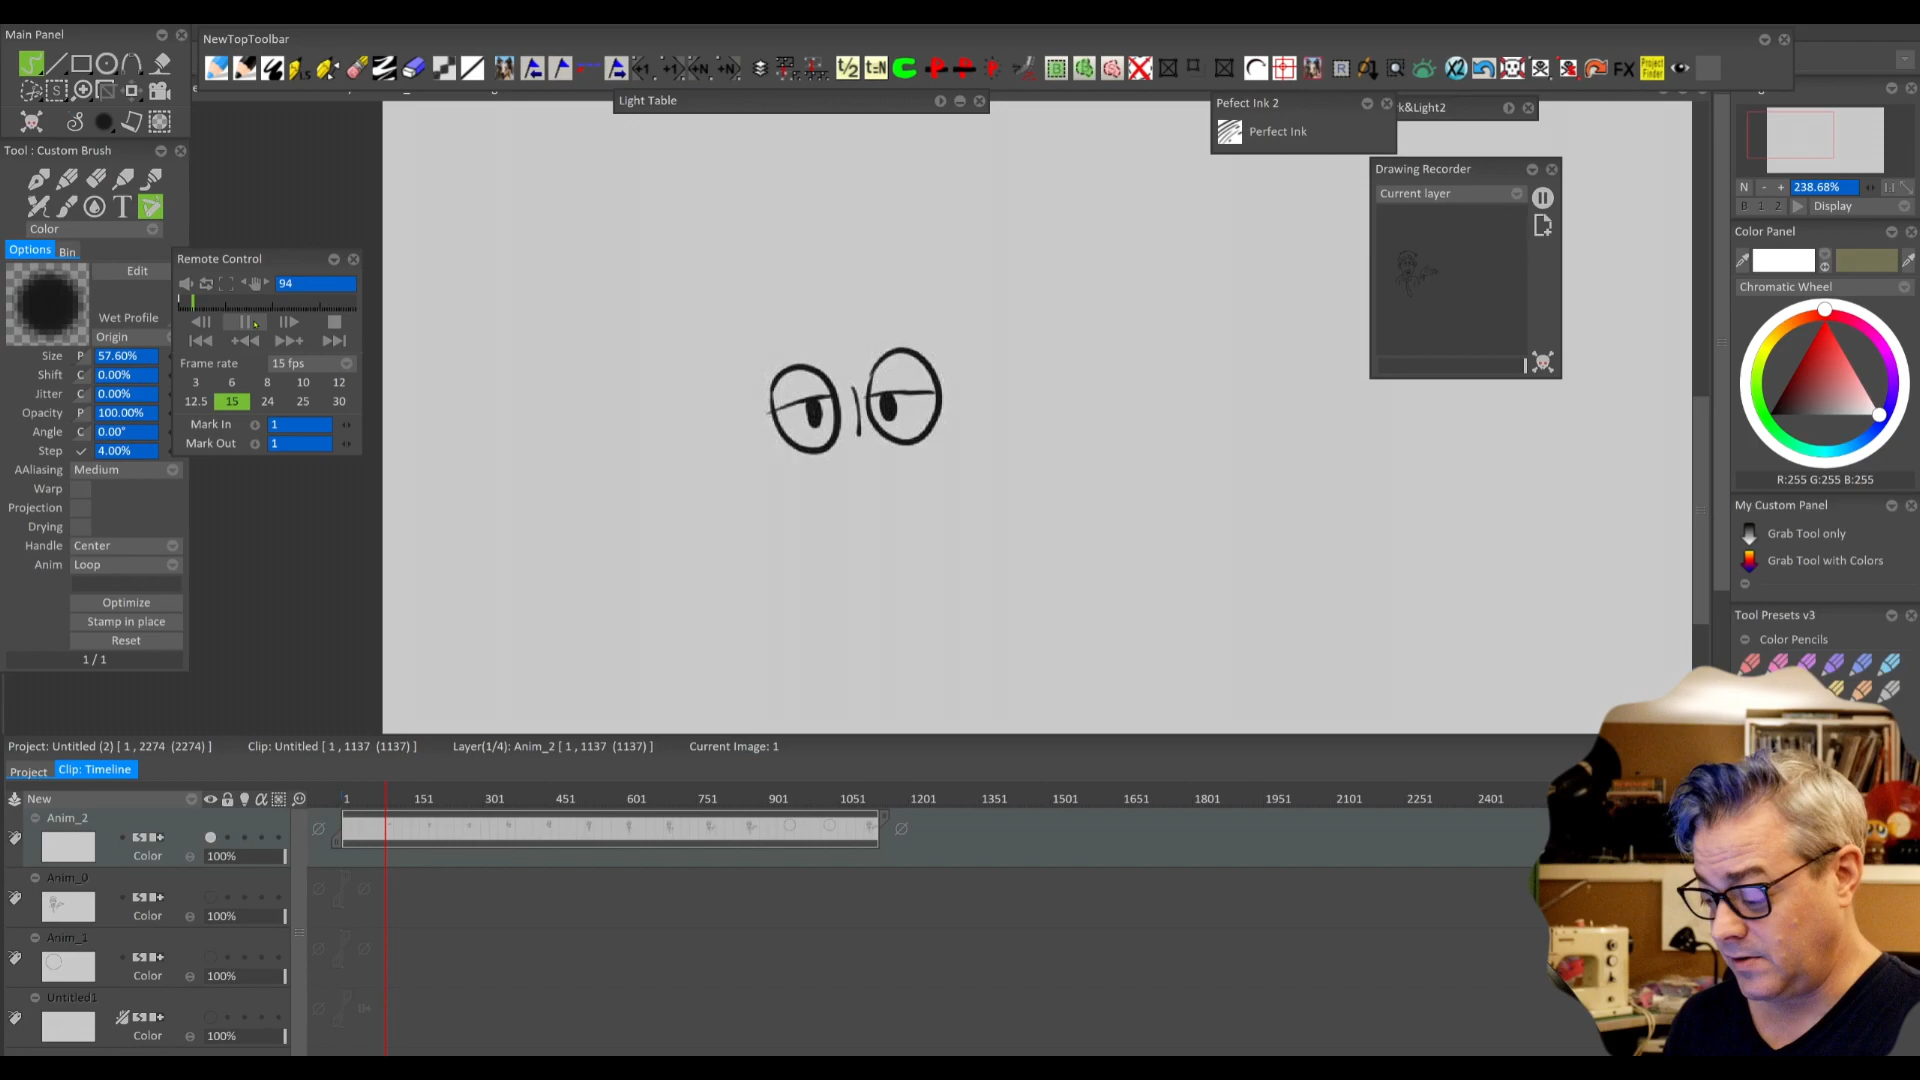 Main Panel
NewTopToolbar
1/2
t=N
FX
Project Finder
Light Table
Pefect Ink 2
k&Light2
Perfect Ink
Tool : Custom Brush
Color
Options
Bin
Edit
Wet Profile
Origin
Size P 57.60%
Shift C 0.00%
Jitter C 0.00%
Opacity P 100.00%
Angle C 0.00°
Step 4.00%
AAliasing Medium
Warp
Projection
Drying
Handle Center
Anim Loop
Optimize
Stamp in place
Reset
1 / 1
Remote Control
94
Frame rate 15 fps
3 6 8 10 12
12.5 15 24 25 30
Mark In 1
Mark Out 1
Drawing Recorder
Current layer
N - + 238.68%
B 1 2 Display
Color Panel
Chromatic Wheel
R:255 G:255 B:255
My Custom Panel
Grab Tool only
Grab Tool with Colors
Tool Presets v3
Color Pencils
Project: Untitled (2) [ 1 , 2274 (2274) ] Clip: Untitled [ 1 , 1137 (1137) ] Layer(1/4): Anim_2 [ 1 , 1137 (1137) ] Current Image: 1
Project
Clip: Timeline
New
1 151 301 451 601 751 901 1051 1201 1351 1501 1651 1801 1951 2101 2251 2401
Anim_2
Color 100%
Anim_0
Color 100%
Anim_1
Color 100%
Untitled1
Color 100%